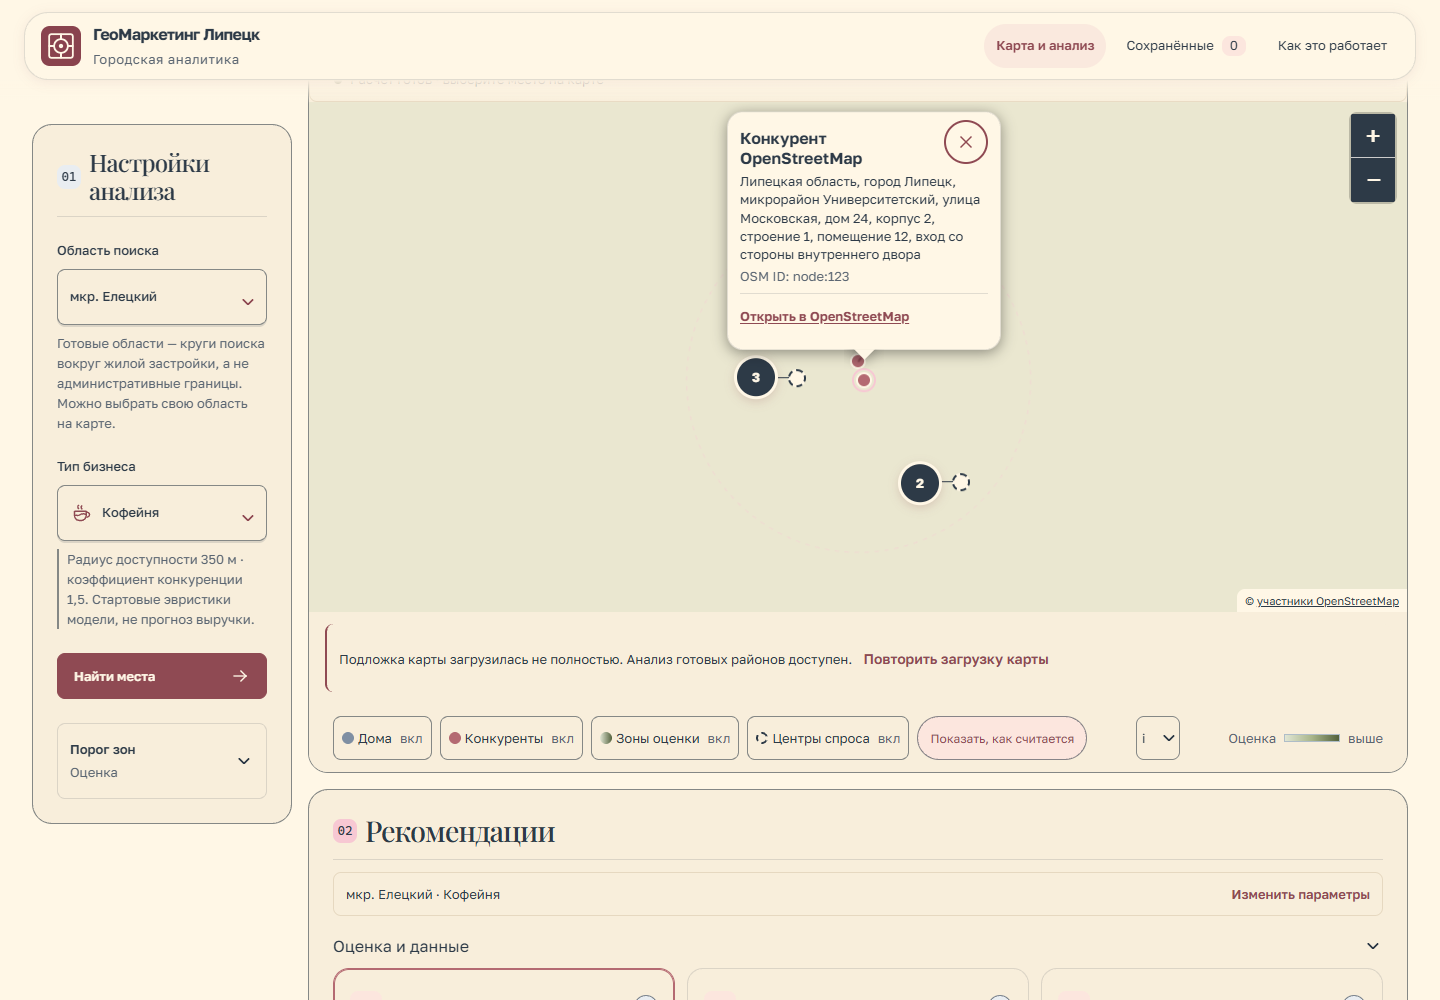 ГеоМаркетинг Липецк
Городская аналитика
Карта и анализ
Сохранённые 0
Как это работает
01 Настройки
анализа
Область поиска
мкр. Елецкий
Готовые области — круги поиска
вокруг жилой застройки, а не
административные границы.
Можно выбрать свою область
на карте.
Тип бизнеса
Кофейня
Радиус доступности 350 м ·
коэффициент конкуренции
1,5. Стартовые эвристики
модели, не прогноз выручки.
Найти места
Порог зон
Оценка
Конкурент
OpenStreetMap
Липецкая область, город Липецк,
микрорайон Университетский, улица
Московская, дом 24, корпус 2,
строение 1, помещение 12, вход со
стороны внутреннего двора
OSM ID: node:123
Открыть в OpenStreetMap
+
−
3
2
© участники OpenStreetMap
Подложка карты загрузилась не полностью. Анализ готовых районов доступен. Повторить загрузку карты
Дома вкл
Конкуренты вкл
Зоны оценки вкл
Центры спроса вкл
Показать, как считается
i
Оценка выше
02 Рекомендации
мкр. Елецкий · Кофейня
Изменить параметры
Оценка и данные